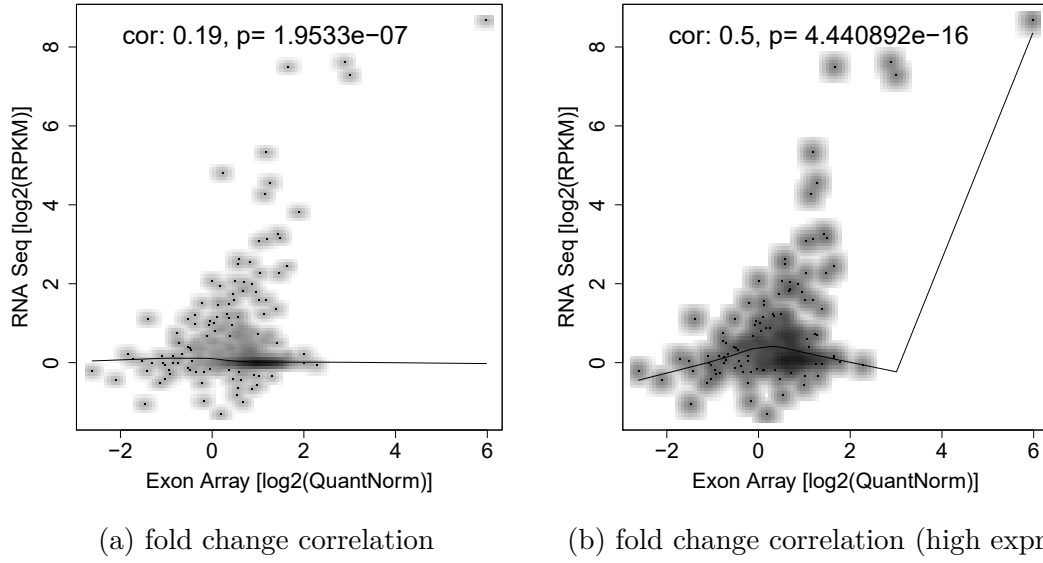 cor: 0.19, p= 1.9533e−07
RNA Seq [log2(RPKM)]
8
6
4
2
0
−2 0 2 4 6
Exon Array [log2(QuantNorm)]
(a) fold change correlation
cor: 0.5, p= 4.440892e−16
RNA Seq [log2(RPKM)]
8
6
4
2
0
−2 0 2 4 6
Exon Array [log2(QuantNorm)]
(b) fold change correlation (high expr